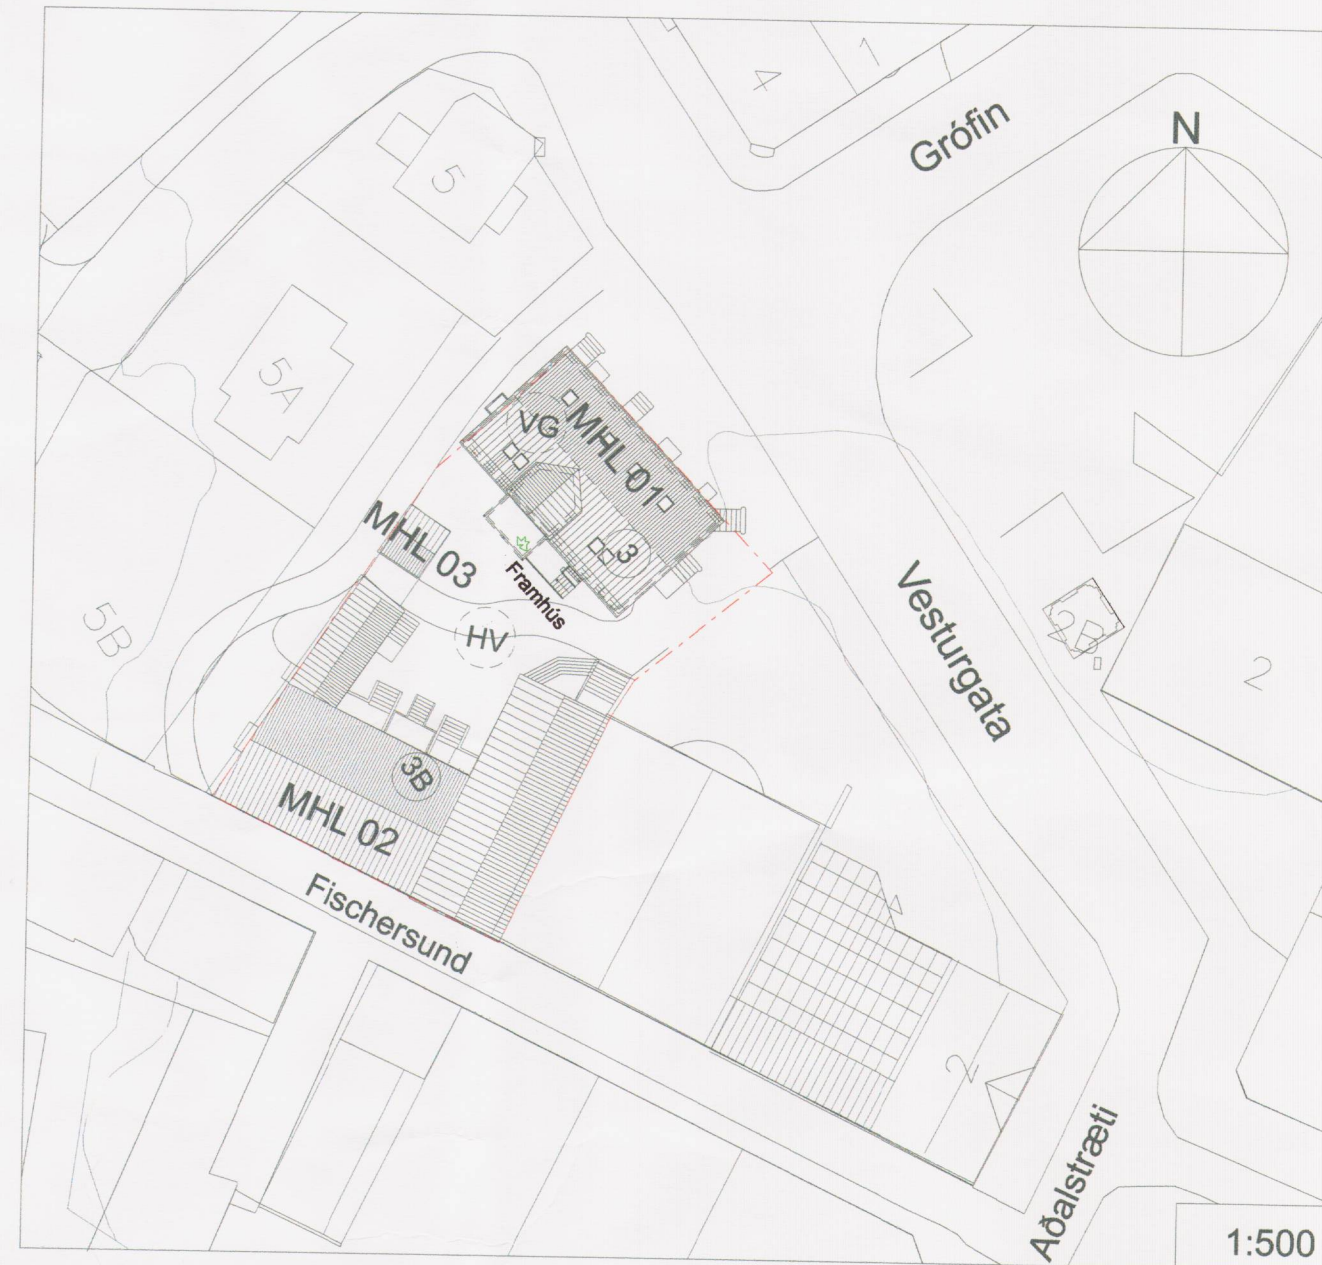 4
1
Grófin
N
5
5A
VG
MHL 01
3
MHL 03
Framhús
HV
5B
Vesturgata
2B
2
3B
MHL 02
Fischersund
2
Aðalstræti
1:500